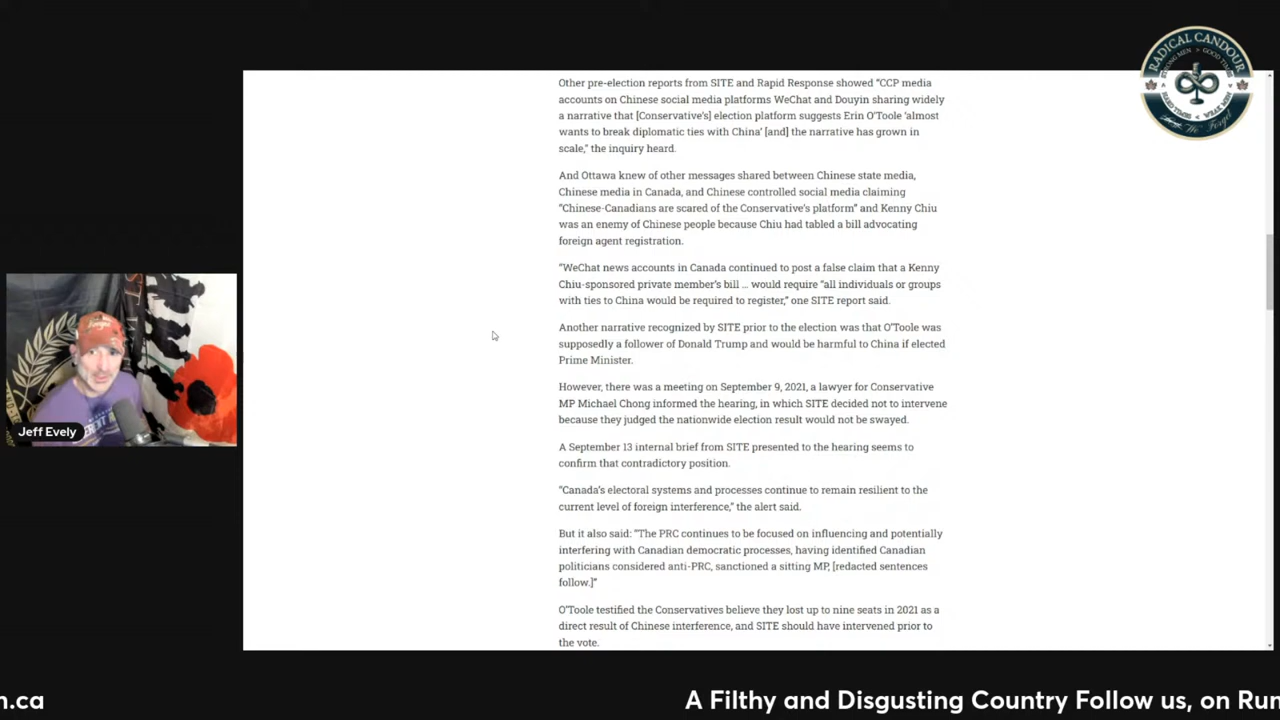 RADICAL CANDOUR
STRONG MEN > GOOD TIMES
HARD TIMES < WEAK MEN
Other pre-election reports from SITE and Rapid Response showed “CCP media
accounts on Chinese social media platforms WeChat and Douyin sharing widely
a narrative that [Conservative's] election platform suggests Erin O'Toole ‘almost
wants to break diplomatic ties with China’ [and] the narrative has grown in
scale,” the inquiry heard.
And Ottawa knew of other messages shared between Chinese state media,
Chinese media in Canada, and Chinese controlled social media claiming
“Chinese-Canadians are scared of the Conservative's platform” and Kenny Chiu
was an enemy of Chinese people because Chiu had tabled a bill advocating
foreign agent registration.
“WeChat news accounts in Canada continued to post a false claim that a Kenny
Chiu-sponsored private member's bill ... would require “all individuals or groups
with ties to China would be required to register,” one SITE report said.
Another narrative recognized by SITE prior to the election was that O'Toole was
supposedly a follower of Donald Trump and would be harmful to China if elected
Prime Minister.
However, there was a meeting on September 9, 2021, a lawyer for Conservative
MP Michael Chong informed the hearing, in which SITE decided not to intervene
because they judged the nationwide election result would not be swayed.
A September 13 internal brief from SITE presented to the hearing seems to
confirm that contradictory position.
“Canada's electoral systems and processes continue to remain resilient to the
current level of foreign interference,” the alert said.
But it also said: “The PRC continues to be focused on influencing and potentially
interfering with Canadian democratic processes, having identified Canadian
politicians considered anti-PRC, sanctioned a sitting MP, [redacted sentences
follow.]”
O'Toole testified the Conservatives believe they lost up to nine seats in 2021 as a
direct result of Chinese interference, and SITE should have intervened prior to
the vote.
Jeff Evely
n.ca
A Filthy and Disgusting Country Follow us, on Rum